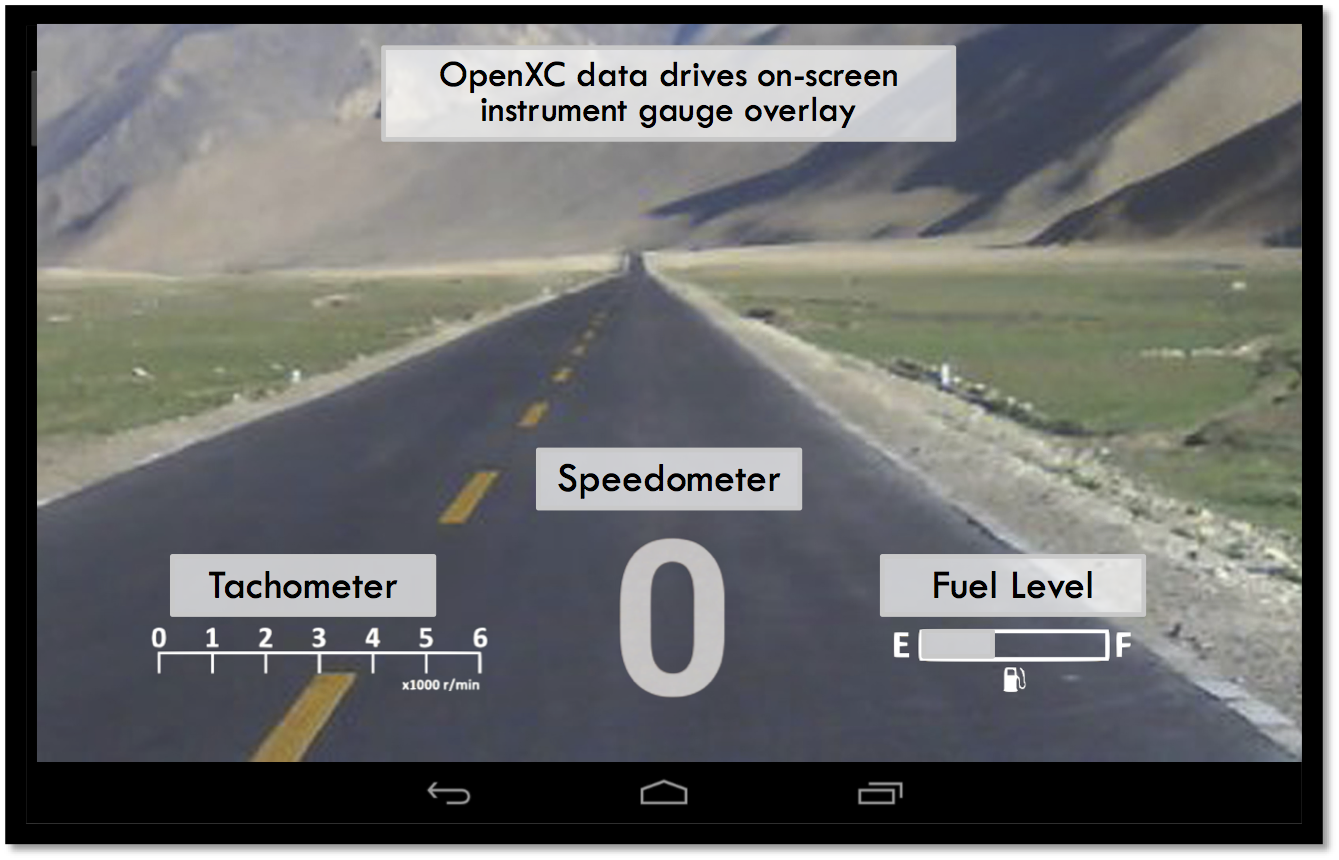 OpenXC data drives on-screen
instrument gauge overlay
Speedometer
0
Tachometer
0 1 2 3 4 5 6
x1000 r/min
Fuel Level
E F